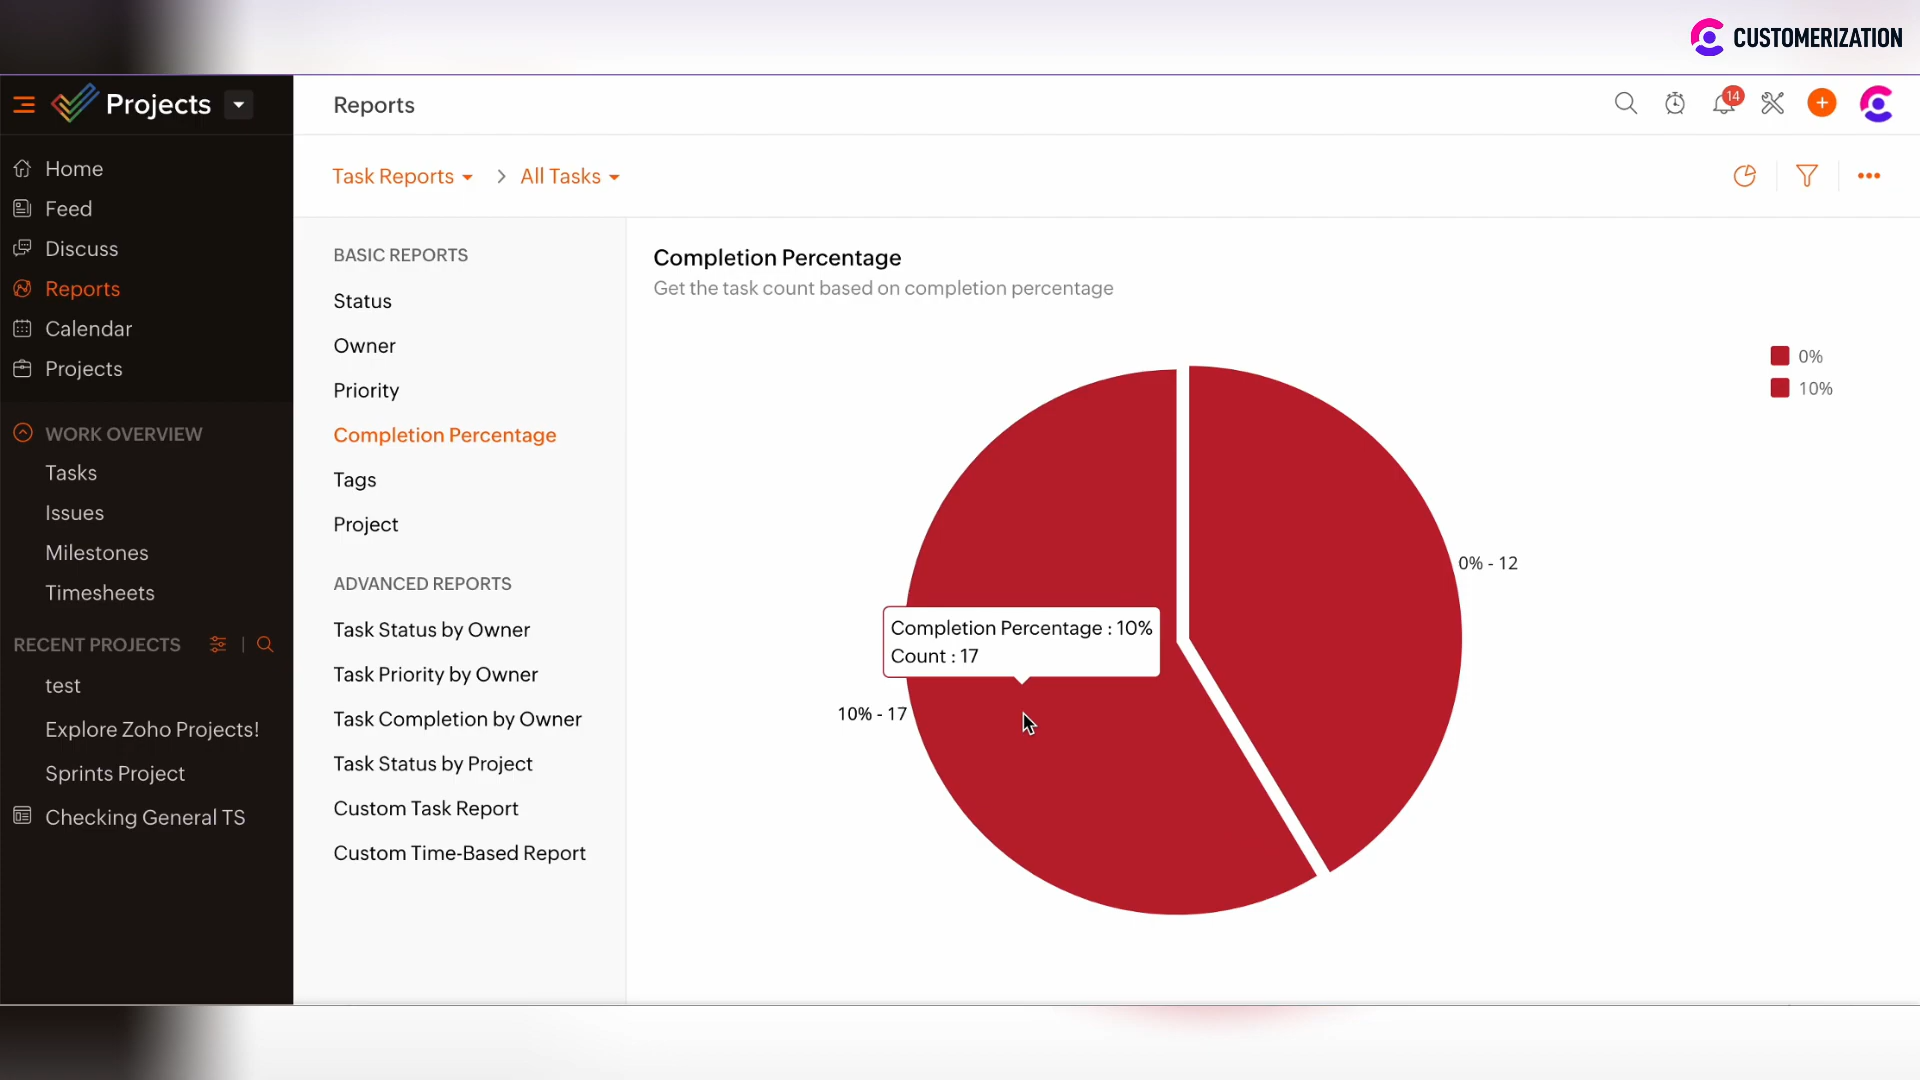 CUSTOMERIZATION
Projects
Reports
14
Home
Feed
Discuss
Reports
Calendar
Projects
WORK OVERVIEW
Tasks
Issues
Milestones
Timesheets
RECENT PROJECTS
test
Explore Zoho Projects!
Sprints Project
Checking General TS
Task Reports
All Tasks
BASIC REPORTS
Status
Owner
Priority
Completion Percentage
Tags
Project
ADVANCED REPORTS
Task Status by Owner
Task Priority by Owner
Task Completion by Owner
Task Status by Project
Custom Task Report
Custom Time-Based Report
Completion Percentage
Get the task count based on completion percentage
0%
10%
0% - 12
Completion Percentage : 10%
Count : 17
10% - 17